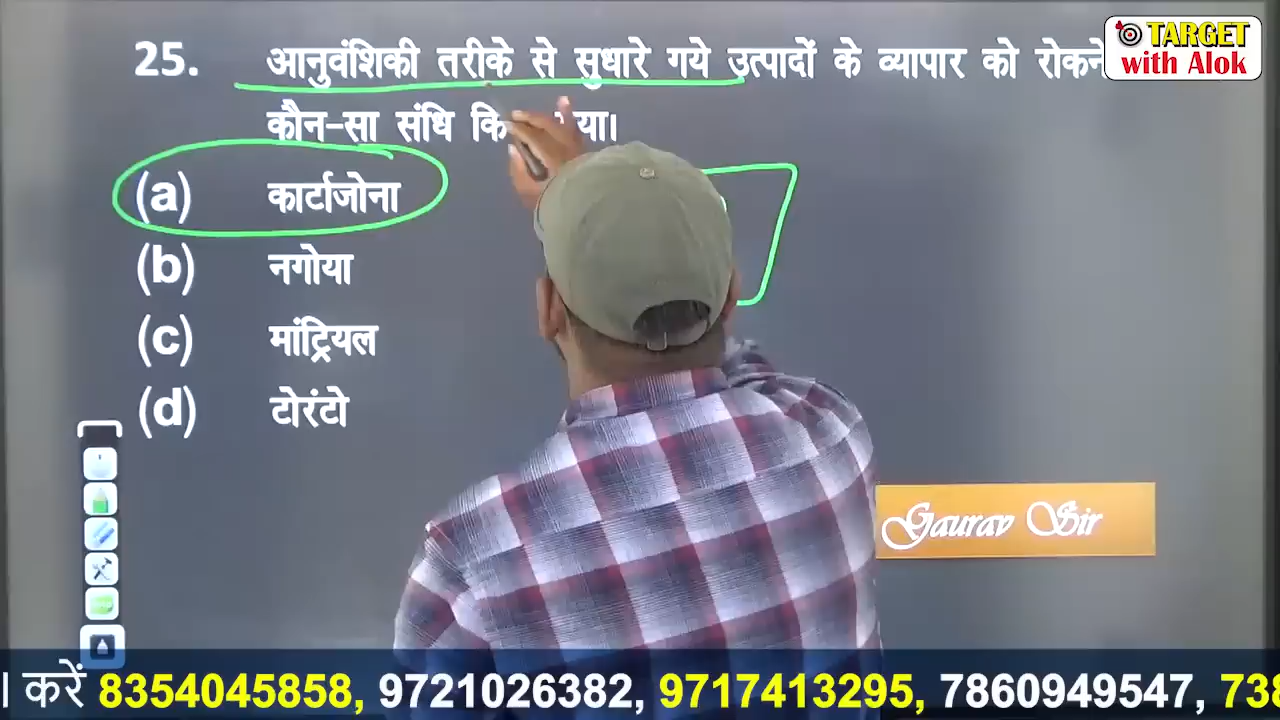 25. आनुवंशिकी तरीके से सुधारे गये उत्पादों के व्यापार को रोकने
कौन-सा संधि
(a) कार्टाजोना
(b) नगोया
(c) मांट्रियल
(d) टोरंटो
TARGET
with Alok
Gaurav Sir
करें 8354045858, 9721026382, 9717413295, 7860949547, 738